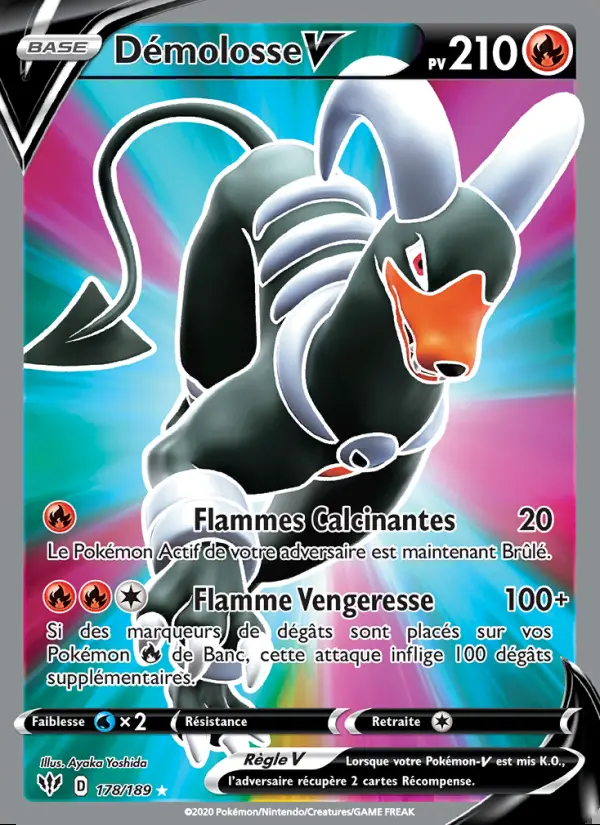 BASE Démolosse V PV 210
Flammes Calcinantes 20
Le Pokémon Actif de votre adversaire est maintenant Brûlé.
Flamme Vengeresse 100+
Si des marqueurs de dégâts sont placés sur vos
Pokémon de Banc, cette attaque inflige 100 dégâts
supplémentaires.
Faiblesse ×2 Résistance Retraite
Illus. Ayaka Yoshida
D 178/189
Règle V Lorsque votre Pokémon-V est mis K.O.,
l'adversaire récupère 2 cartes Récompense.
©2020 Pokémon/Nintendo/Creatures/GAME FREAK